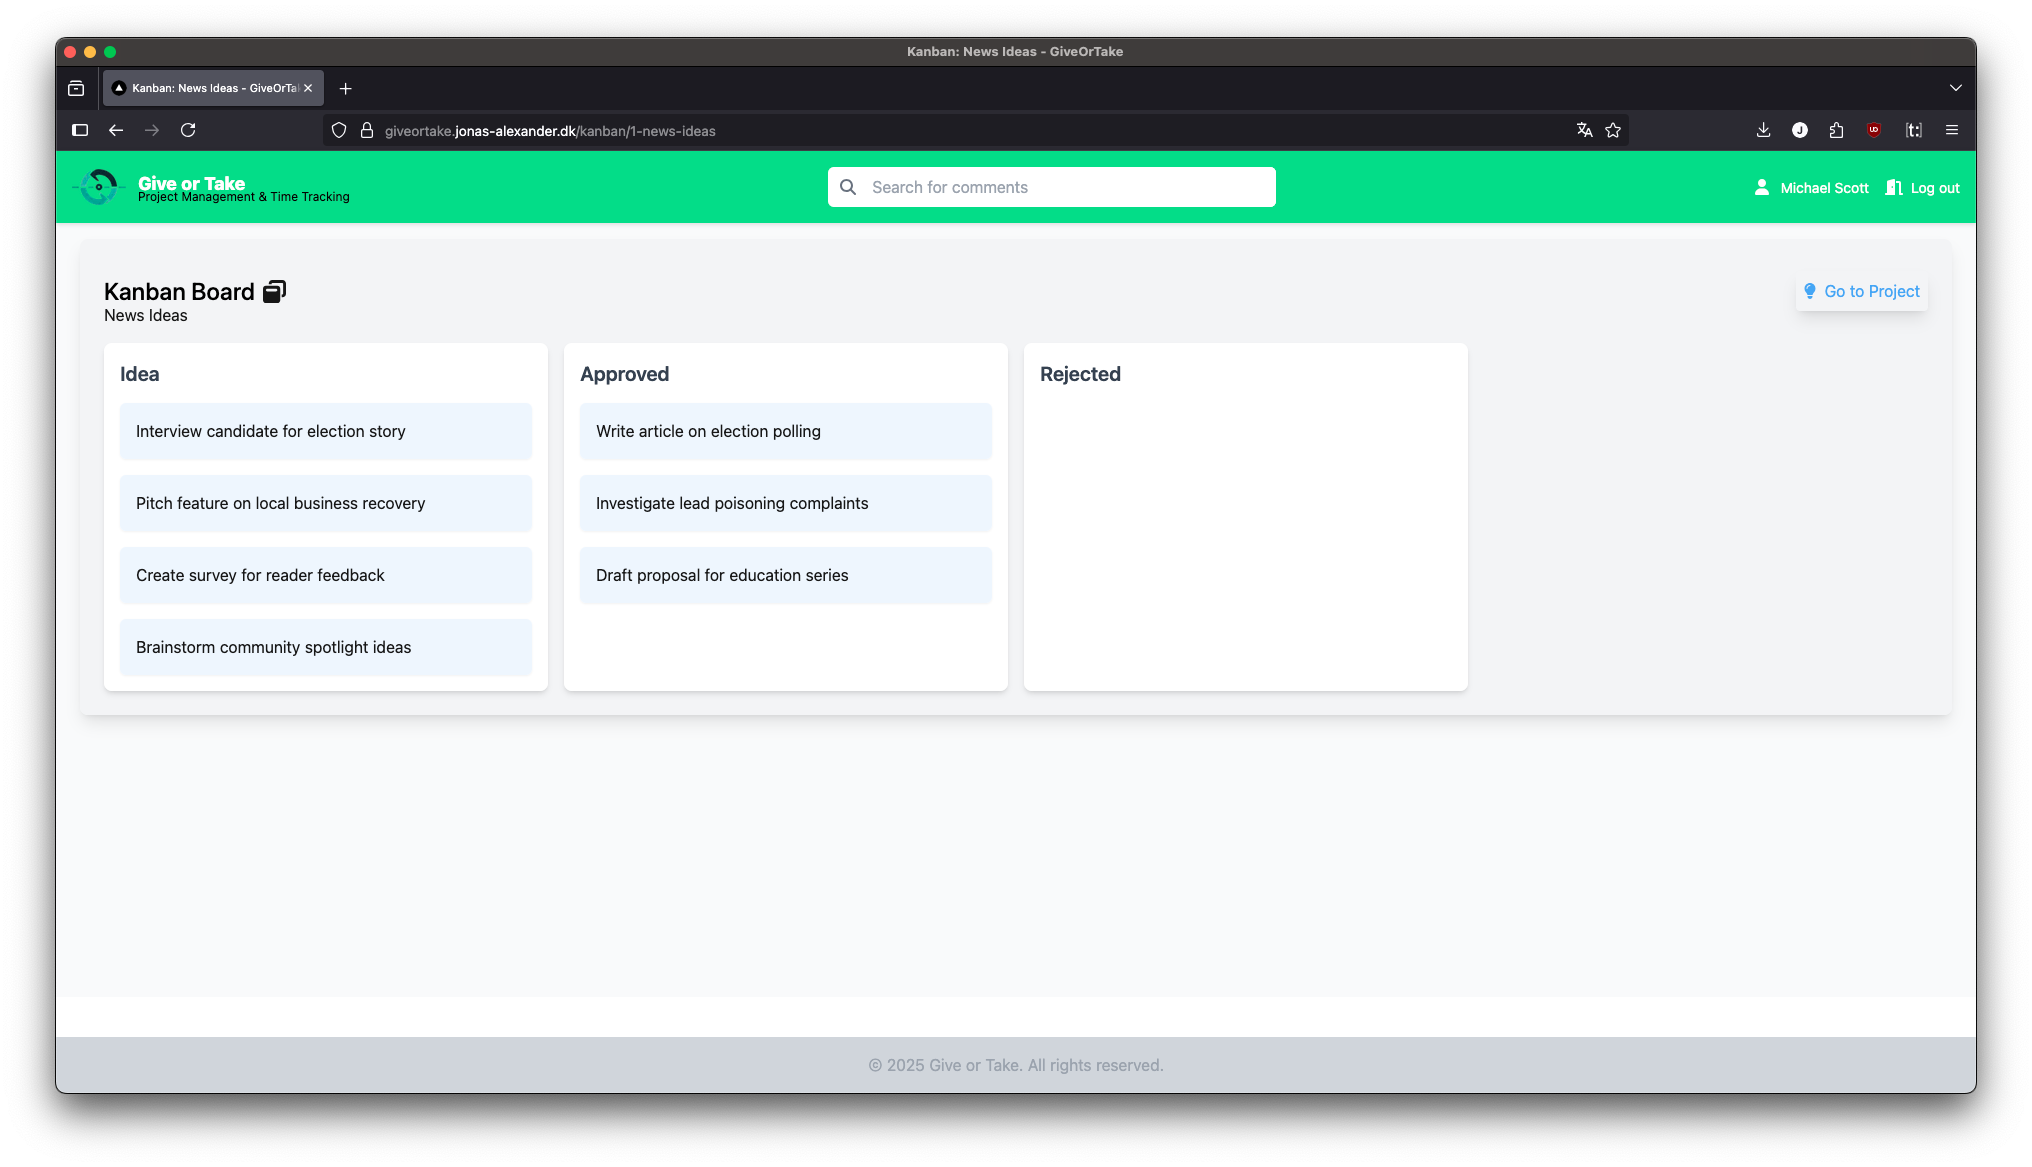 Kanban: News Ideas - GiveOrTake
Kanban: News Ideas - GiveOrTa
giveortake.jonas-alexander.dk/kanban/1-news-ideas
J
UD
[t:]
Give or Take
Project Management & Time Tracking
Search for comments
Michael Scott
Log out
Kanban Board
News Ideas
Go to Project
Idea
Interview candidate for election story
Pitch feature on local business recovery
Create survey for reader feedback
Brainstorm community spotlight ideas
Approved
Write article on election polling
Investigate lead poisoning complaints
Draft proposal for education series
Rejected
© 2025 Give or Take. All rights reserved.